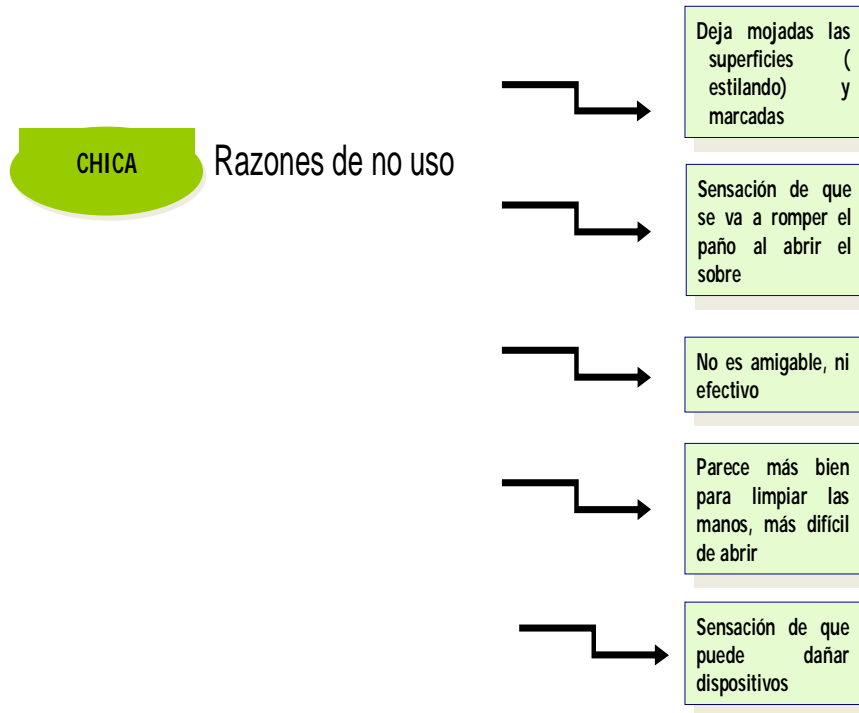 CHICA
Razones de no uso
Deja mojadas las
superficies (
estilando) y
marcadas
Sensación de que
se va a romper el
paño al abrir el
sobre
No es amigable, ni
efectivo
Parece más bien
para limpiar las
manos, más difícil
de abrir
Sensación de que
puede dañar
dispositivos